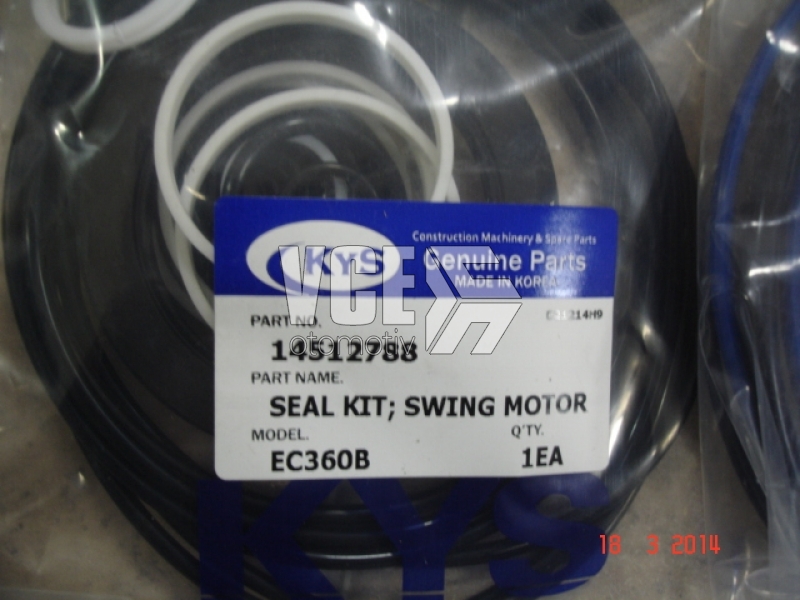 KYS
Construction Machinery & Spare Parts
Genuine Parts
MADE IN KOREA
VCE
otomotiv
PART NO.
14512788
PART NAME.
SEAL KIT; SWING MOTOR
MODEL.
Q'TY.
EC360B
1EA
KYS
18 3 2014